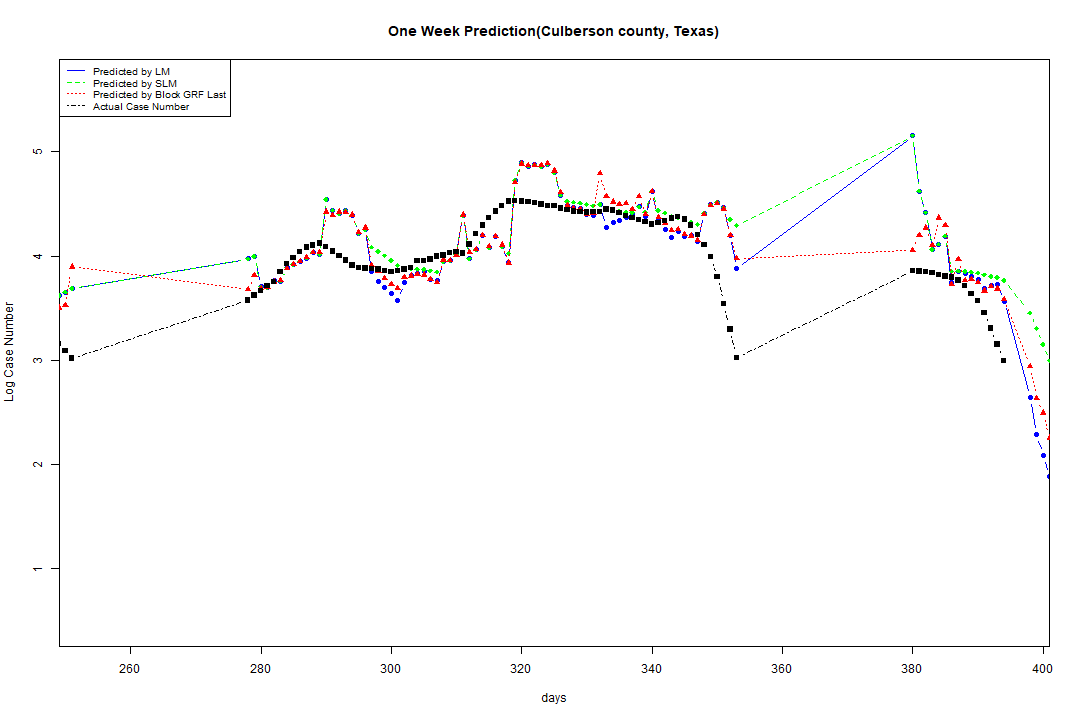 One Week Prediction(Culberson county, Texas)
Predicted by LM
Predicted by SLM
Predicted by Block GRF Last
Actual Case Number
5
4
3
2
1
Log Case Number
260 280 300 320 340 360 380 400
days